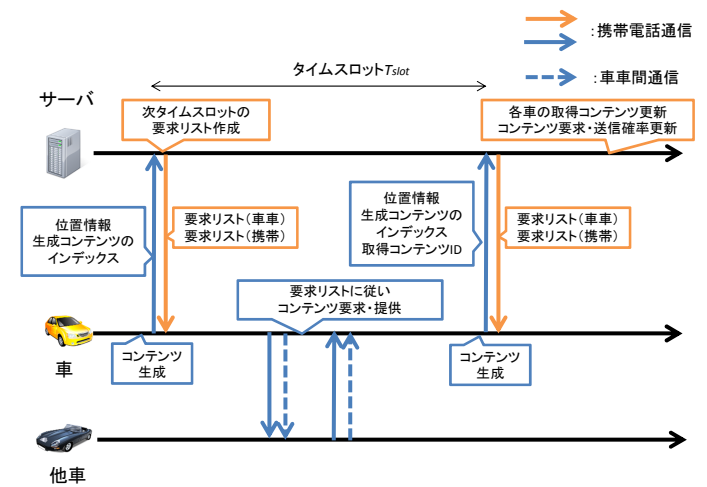 :携帯電話通信
:車車間通信
タイムスロットTslot
サーバ
次タイムスロットの
要求リスト作成
各車の取得コンテンツ更新
コンテンツ要求・送信確率更新
位置情報
生成コンテンツの
インデックス
要求リスト(車車)
要求リスト(携帯)
位置情報
生成コンテンツの
インデックス
取得コンテンツID
要求リスト(車車)
要求リスト(携帯)
要求リストに従い
コンテンツ要求・提供
車
コンテンツ
生成
コンテンツ
生成
他車